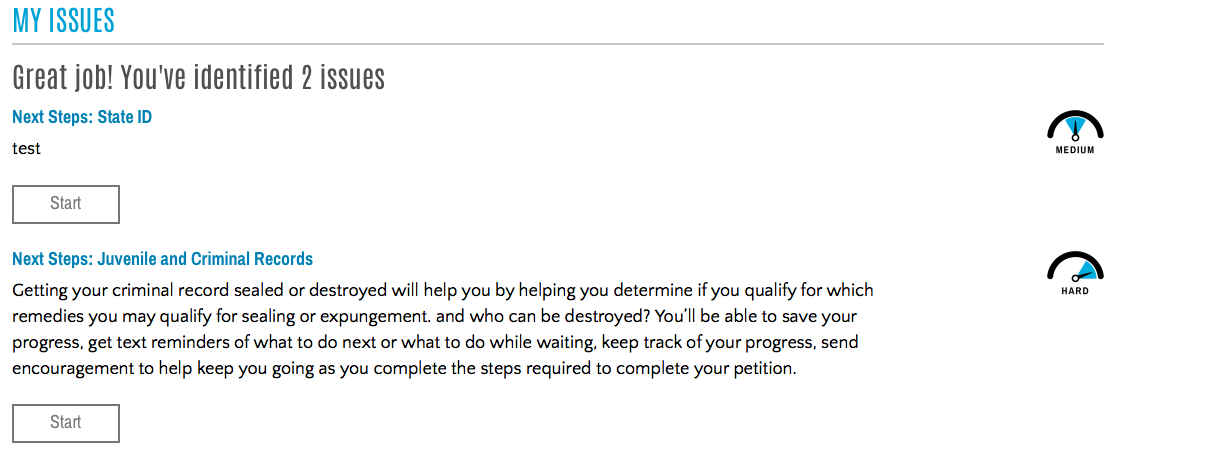 MY ISSUES
Great job! You've identified 2 issues
Next Steps: State ID
MEDIUM
test
Start
Next Steps: Juvenile and Criminal Records
HARD
Getting your criminal record sealed or destroyed will help you by helping you determine if you qualify for which
remedies you may qualify for sealing or expungement. and who can be destroyed? You'll be able to save your
progress, get text reminders of what to do next or what to do while waiting, keep track of your progress, send
encouragement to help keep you going as you complete the steps required to complete your petition.
Start